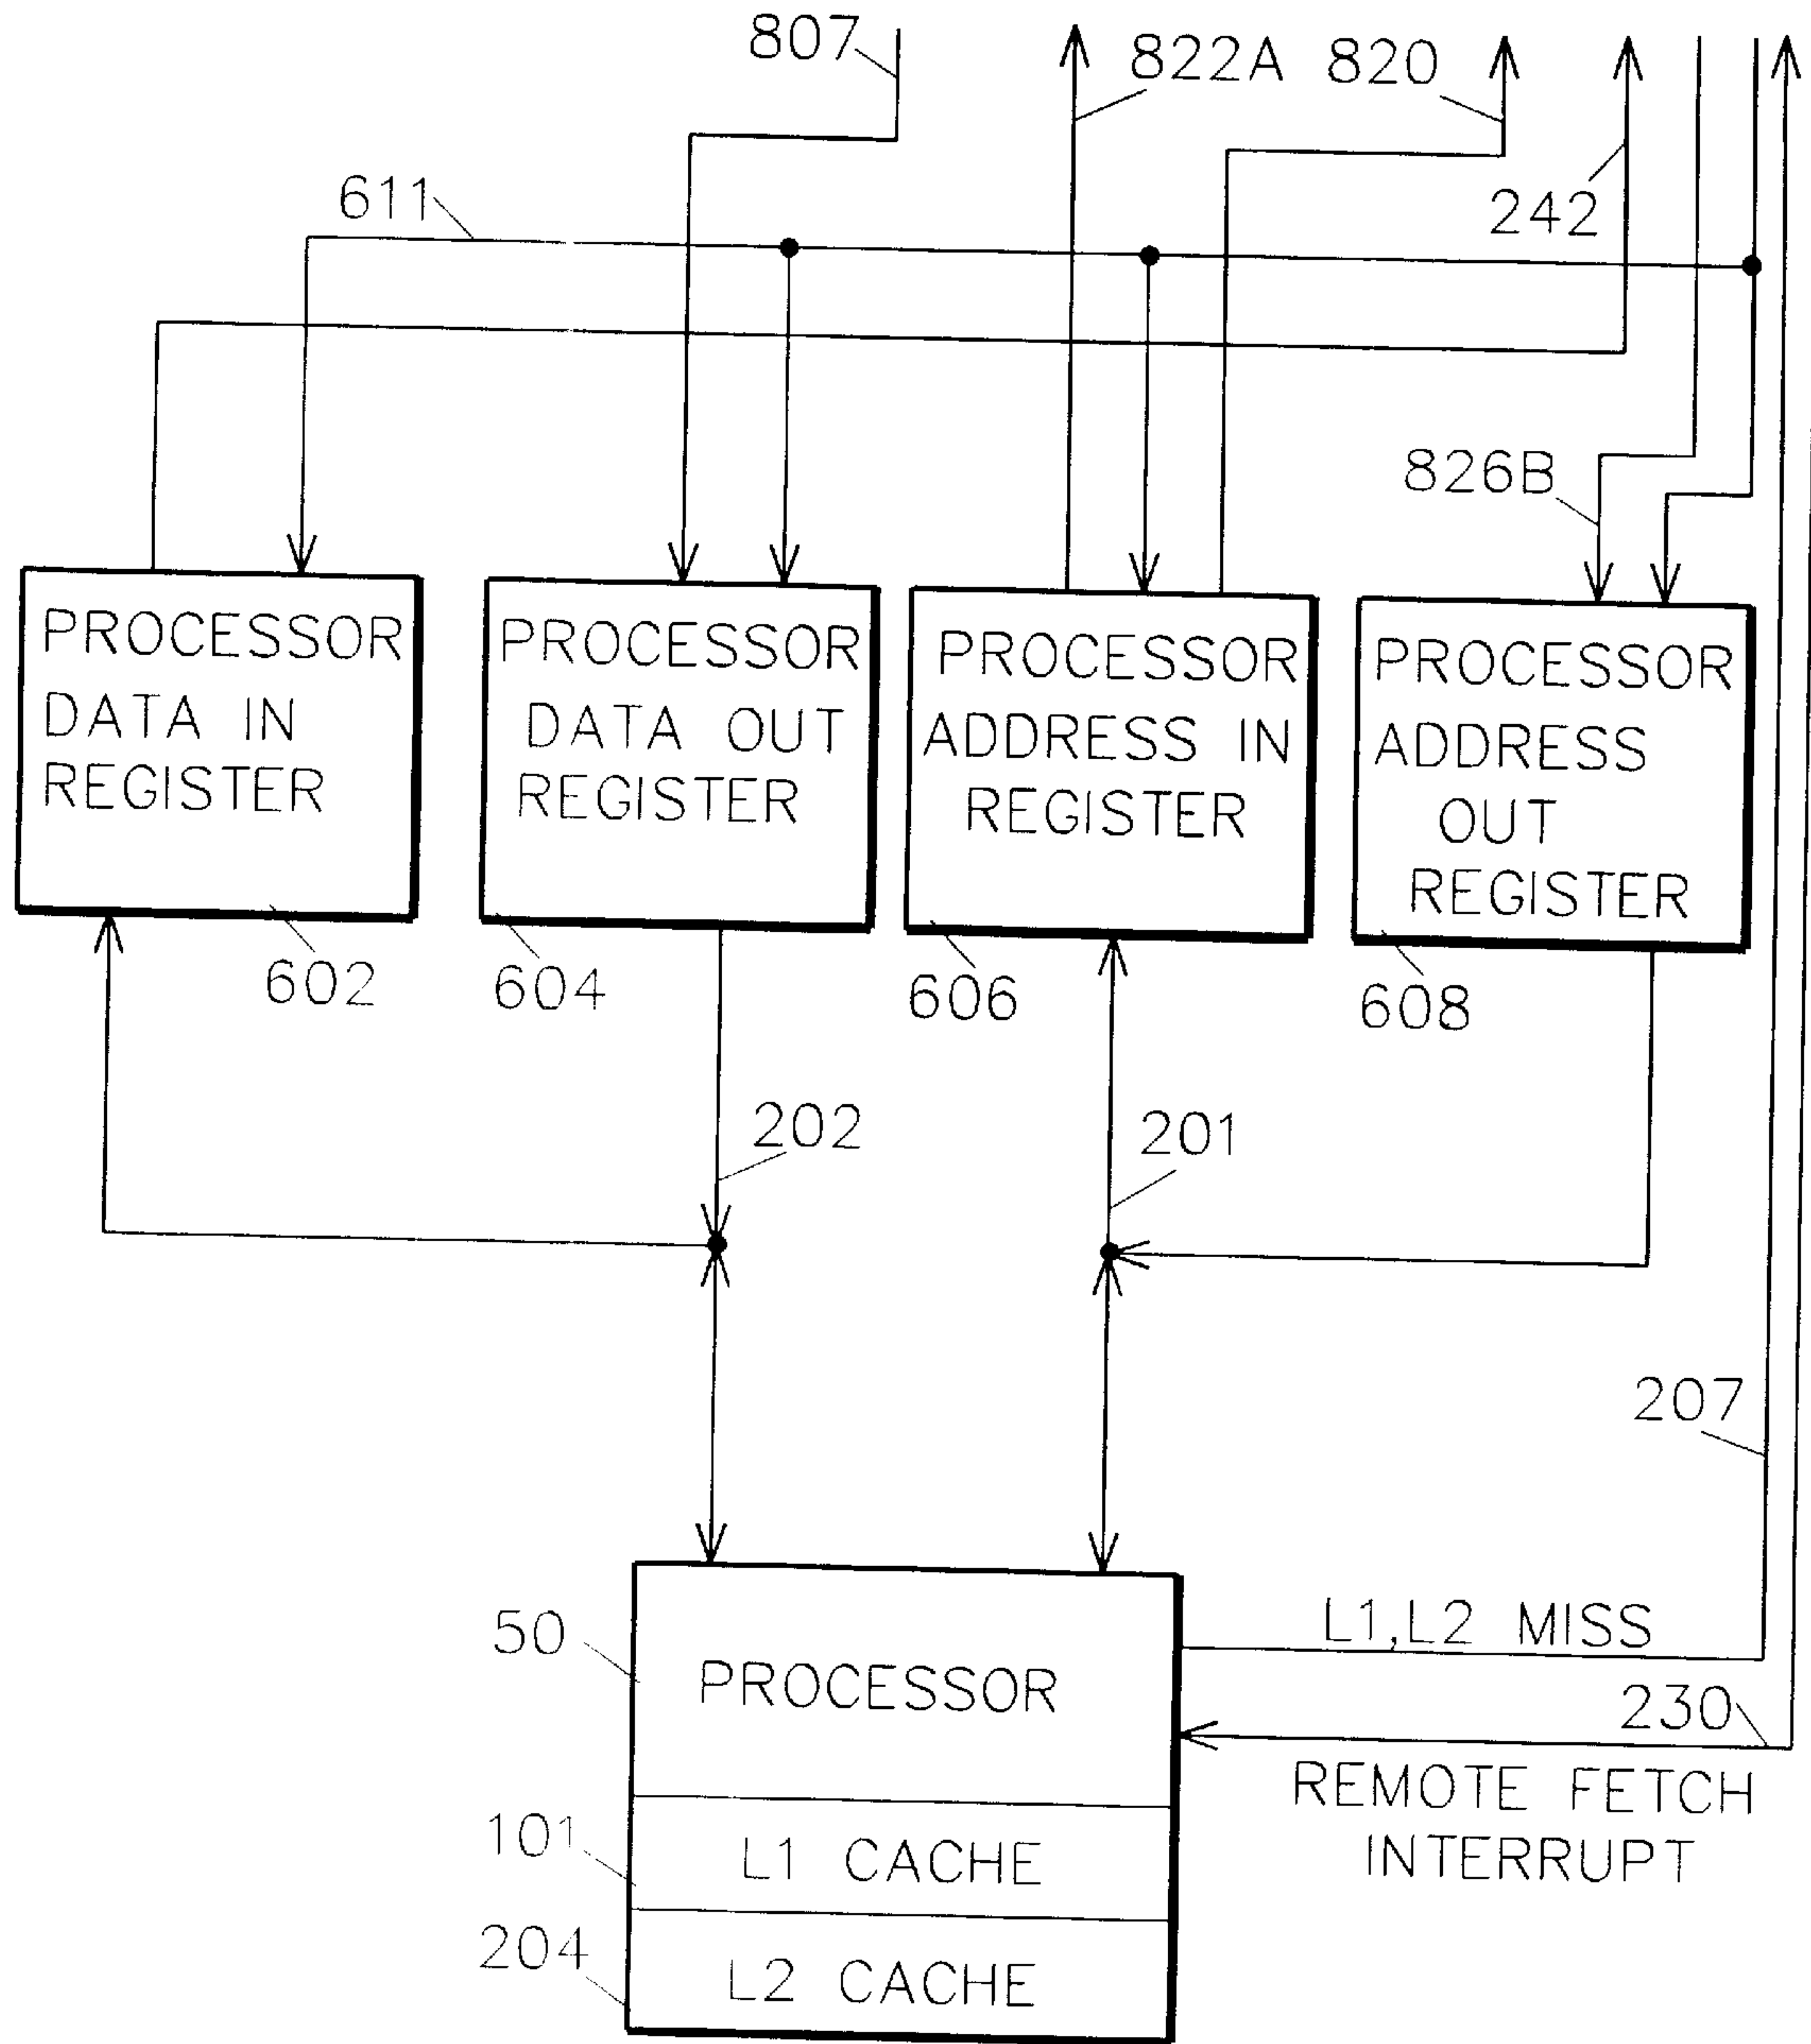 807
822A
820
611
242
826B
PROCESSOR
DATA IN
REGISTER
PROCESSOR
DATA OUT
REGISTER
PROCESSOR
ADDRESS IN
REGISTER
PROCESSOR
ADDRESS
OUT
REGISTER
602
604
606
608
202
201
207
50
PROCESSOR
L1,L2 MISS
230
REMOTE FETCH
INTERRUPT
101
L1 CACHE
204
L2 CACHE